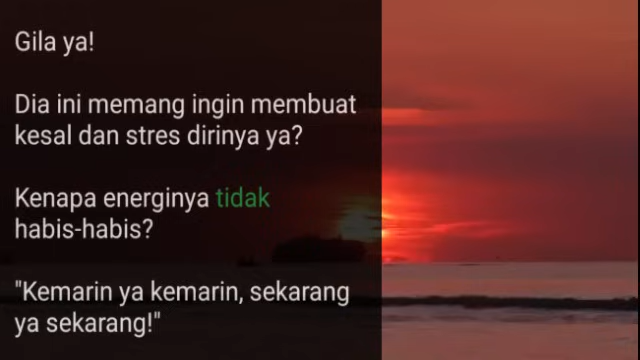 Gila ya!
Dia ini memang ingin membuat
kesal dan stres dirinya ya?
Kenapa energinya tidak
habis-habis?
"Kemarin ya kemarin, sekarang
ya sekarang!"